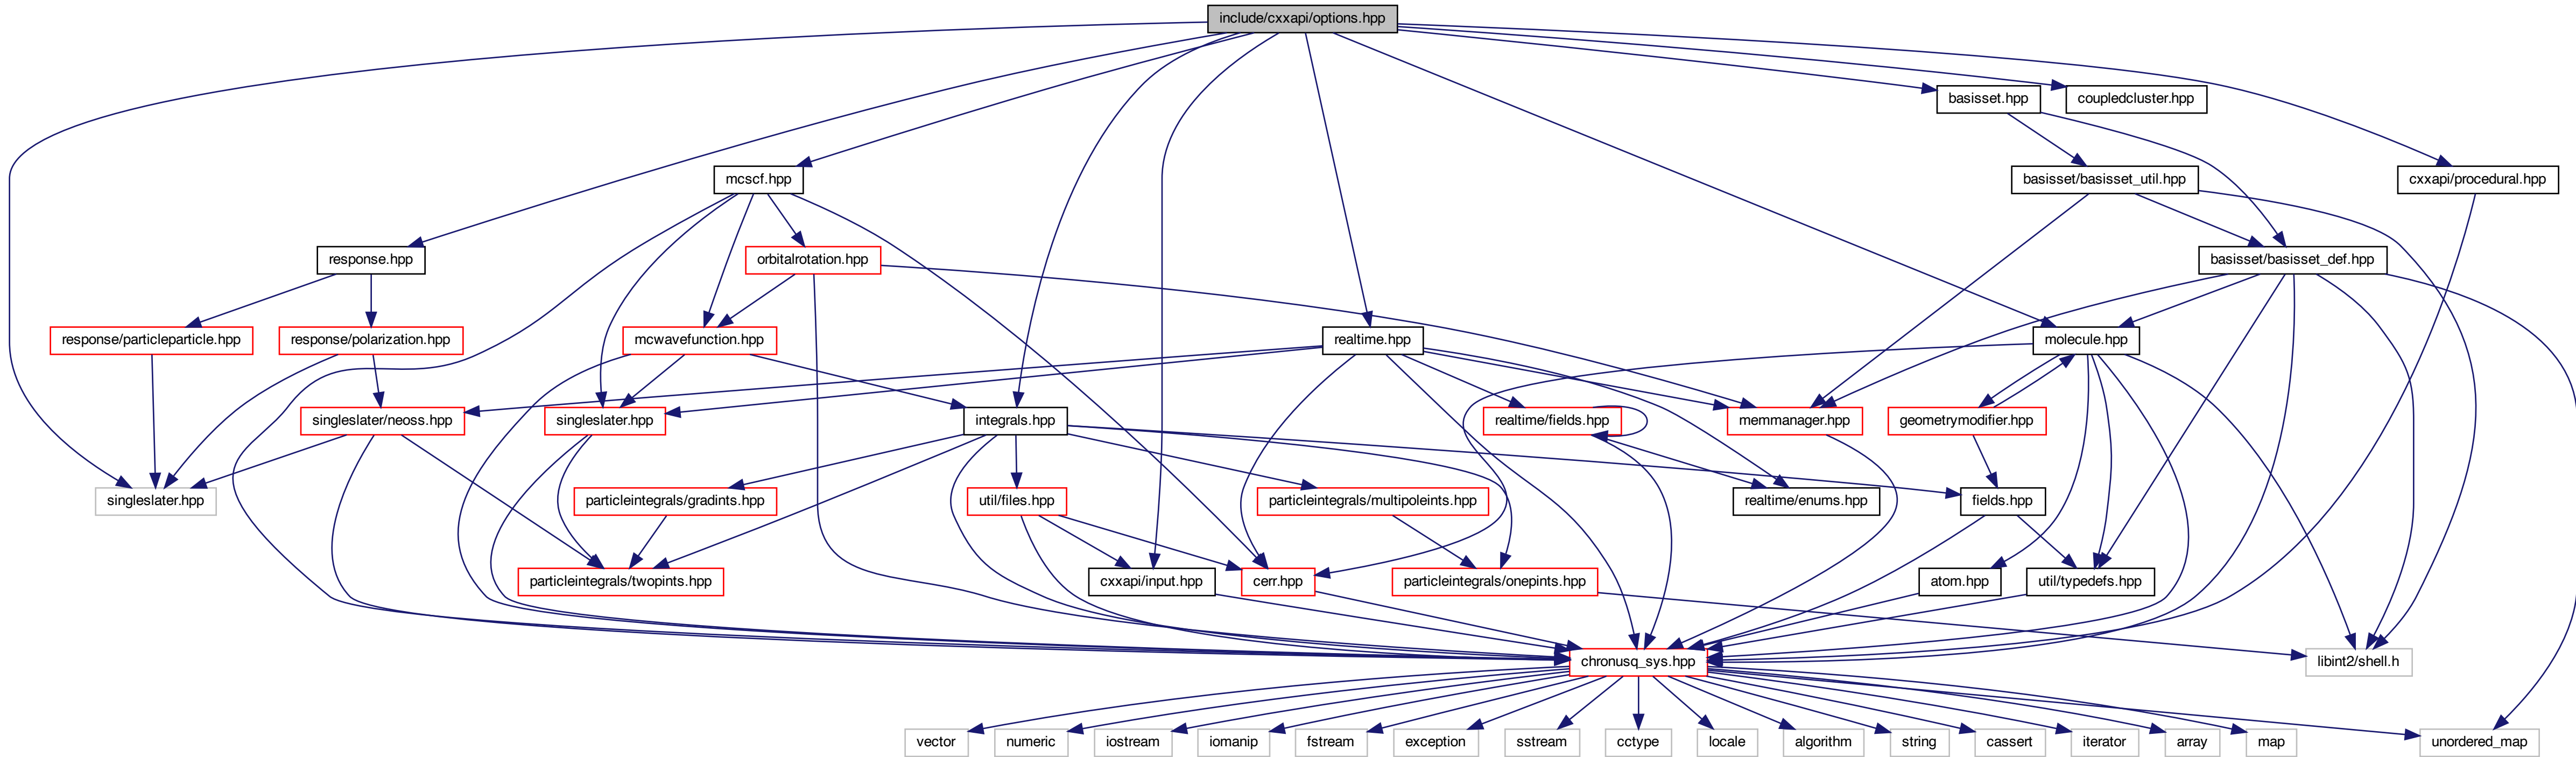 include/cxxapi/options.hpp
basisset.hpp
coupledcluster.hpp
mcscf.hpp
basisset/basisset_util.hpp
cxxapi/procedural.hpp
response.hpp
orbitalrotation.hpp
basisset/basisset_def.hpp
response/particleparticle.hpp
response/polarization.hpp
mcwavefunction.hpp
realtime.hpp
molecule.hpp
singleslater/neoss.hpp
singleslater.hpp
integrals.hpp
realtime/fields.hpp
memmanager.hpp
geometrymodifier.hpp
singleslater.hpp
particleintegrals/gradints.hpp
util/files.hpp
particleintegrals/multipoleints.hpp
realtime/enums.hpp
fields.hpp
particleintegrals/twopints.hpp
cxxapi/input.hpp
cerr.hpp
particleintegrals/onepints.hpp
atom.hpp
util/typedefs.hpp
chronusq_sys.hpp
libint2/shell.h
vector
numeric
iostream
iomanip
fstream
exception
sstream
cctype
locale
algorithm
string
cassert
iterator
array
map
unordered_map